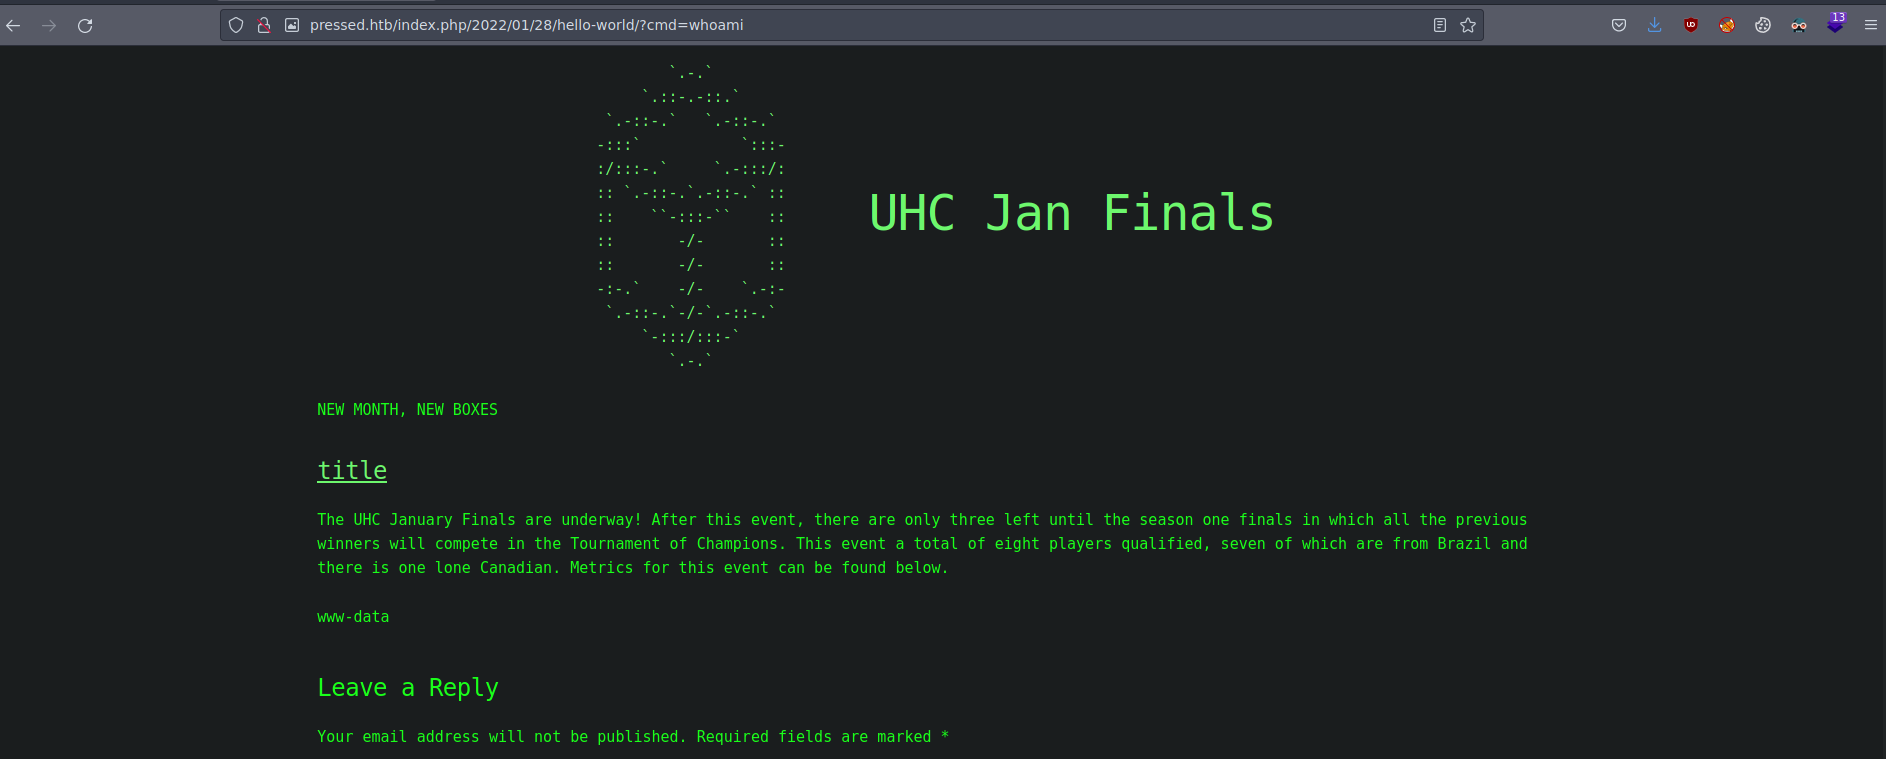 pressed.htb/index.php/2022/01/28/hello-world/?cmd=whoami
13
`.-.`
`.::-.-::.`
`.-::-.`   `.-::-.`
-:::`           `:::-
:/:::-.`     `.-:::/:
:: `.-::-.`.-::-.` ::
::    ``-:::-``    ::
::       -/-       ::
::       -/-       ::
-:-.`    -/-    `.-:-
`.-::-.`-/-`.-::-.`
`-:::/:::-`
`.-.`
UHC Jan Finals
NEW MONTH, NEW BOXES
title
The UHC January Finals are underway! After this event, there are only three left until the season one finals in which all the previous
winners will compete in the Tournament of Champions. This event a total of eight players qualified, seven of which are from Brazil and
there is one lone Canadian. Metrics for this event can be found below.
www-data
Leave a Reply
Your email address will not be published. Required fields are marked *